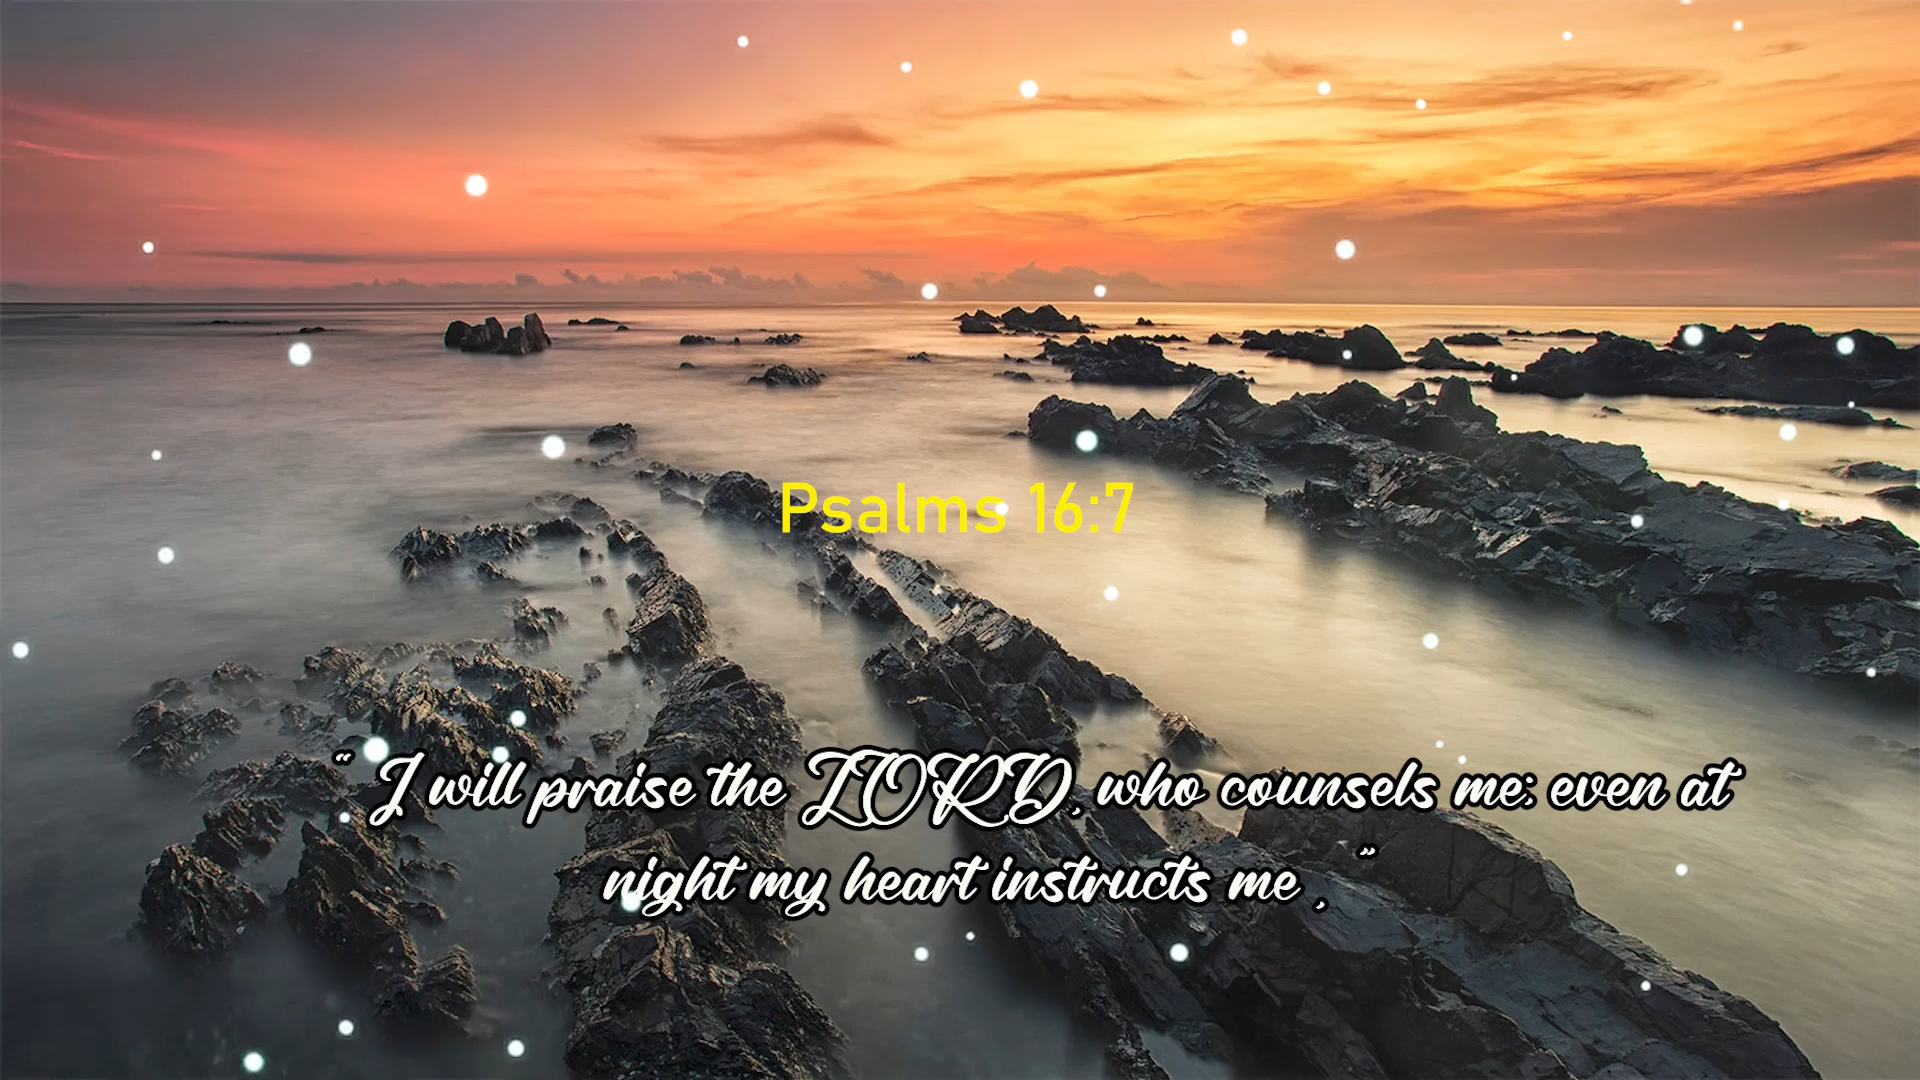 Psalms 16:7
" I will praise the LORD, who counsels me: even at
night my heart instructs me , "